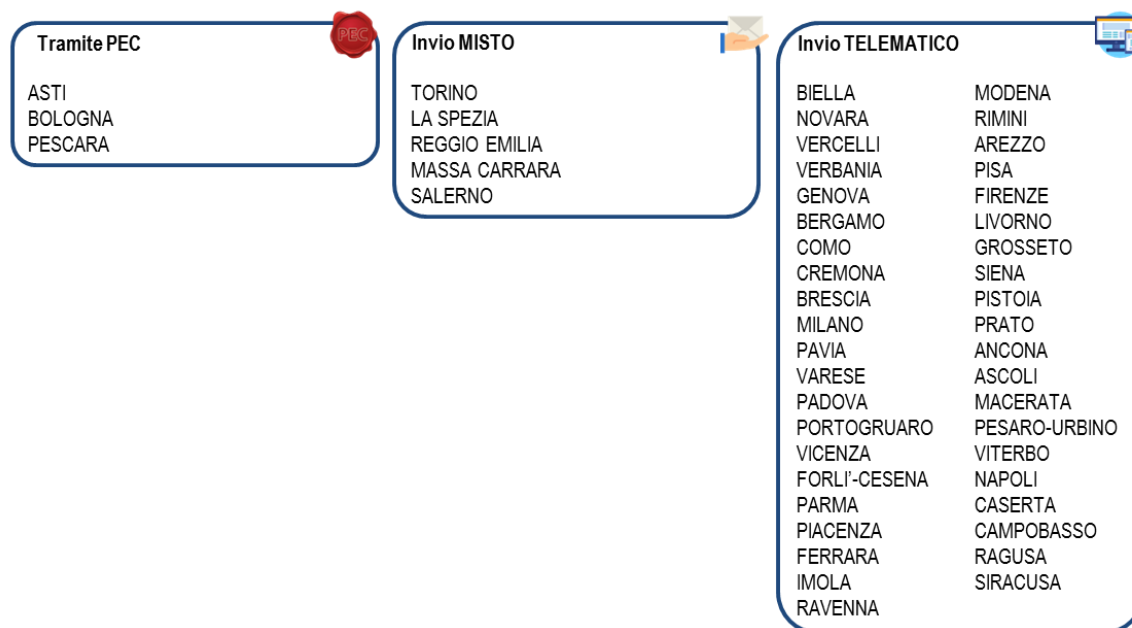 Tramite PEC
PEC
ASTI
BOLOGNA
PESCARA
Invio MISTO
TORINO
LA SPEZIA
REGGIO EMILIA
MASSA CARRARA
SALERNO
Invio TELEMATICO
BIELLA
NOVARA
VERCELLI
VERBANIA
GENOVA
BERGAMO
COMO
CREMONA
BRESCIA
MILANO
PAVIA
VARESE
PADOVA
PORTOGRUARO
VICENZA
FORLI'-CESENA
PARMA
PIACENZA
FERRARA
IMOLA
RAVENNA
MODENA
RIMINI
AREZZO
PISA
FIRENZE
LIVORNO
GROSSETO
SIENA
PISTOIA
PRATO
ANCONA
ASCOLI
MACERATA
PESARO-URBINO
VITERBO
NAPOLI
CASERTA
CAMPOBASSO
RAGUSA
SIRACUSA